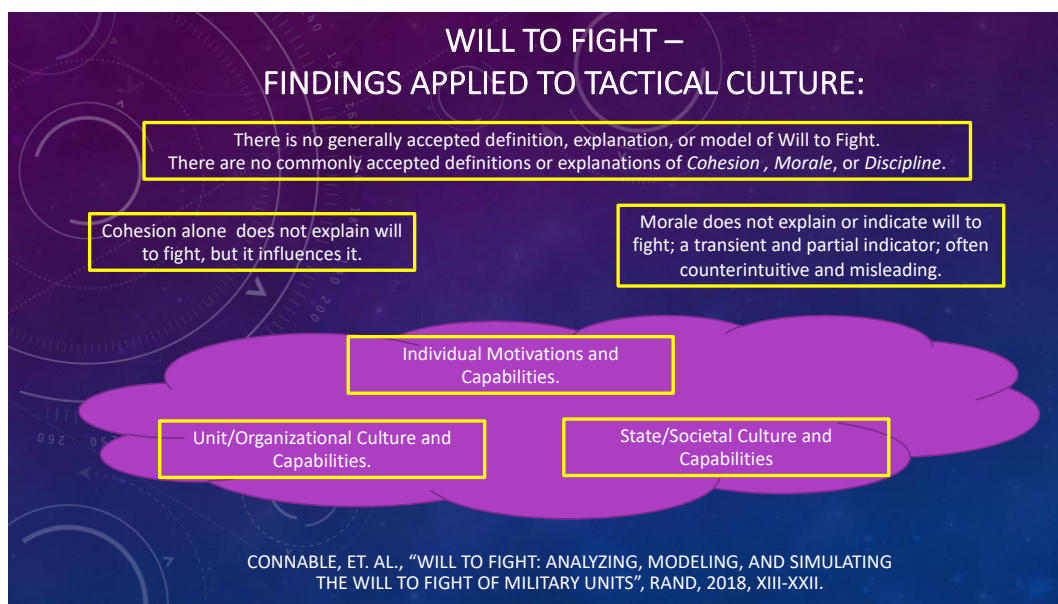 WILL TO FIGHT –
FINDINGS APPLIED TO TACTICAL CULTURE:
There is no generally accepted definition, explanation, or model of Will to Fight.
There are no commonly accepted definitions or explanations of Cohesion , Morale, or Discipline.
Cohesion alone  does not explain will
to fight, but it influences it.
Morale does not explain or indicate will to
fight; a transient and partial indicator; often
counterintuitive and misleading.
Individual Motivations and
Capabilities.
Unit/Organizational Culture and
Capabilities.
State/Societal Culture and
Capabilities
CONNABLE, ET. AL., “WILL TO FIGHT: ANALYZING, MODELING, AND SIMULATING
THE WILL TO FIGHT OF MILITARY UNITS”, RAND, 2018, XIII-XXII.
160
180
200
260